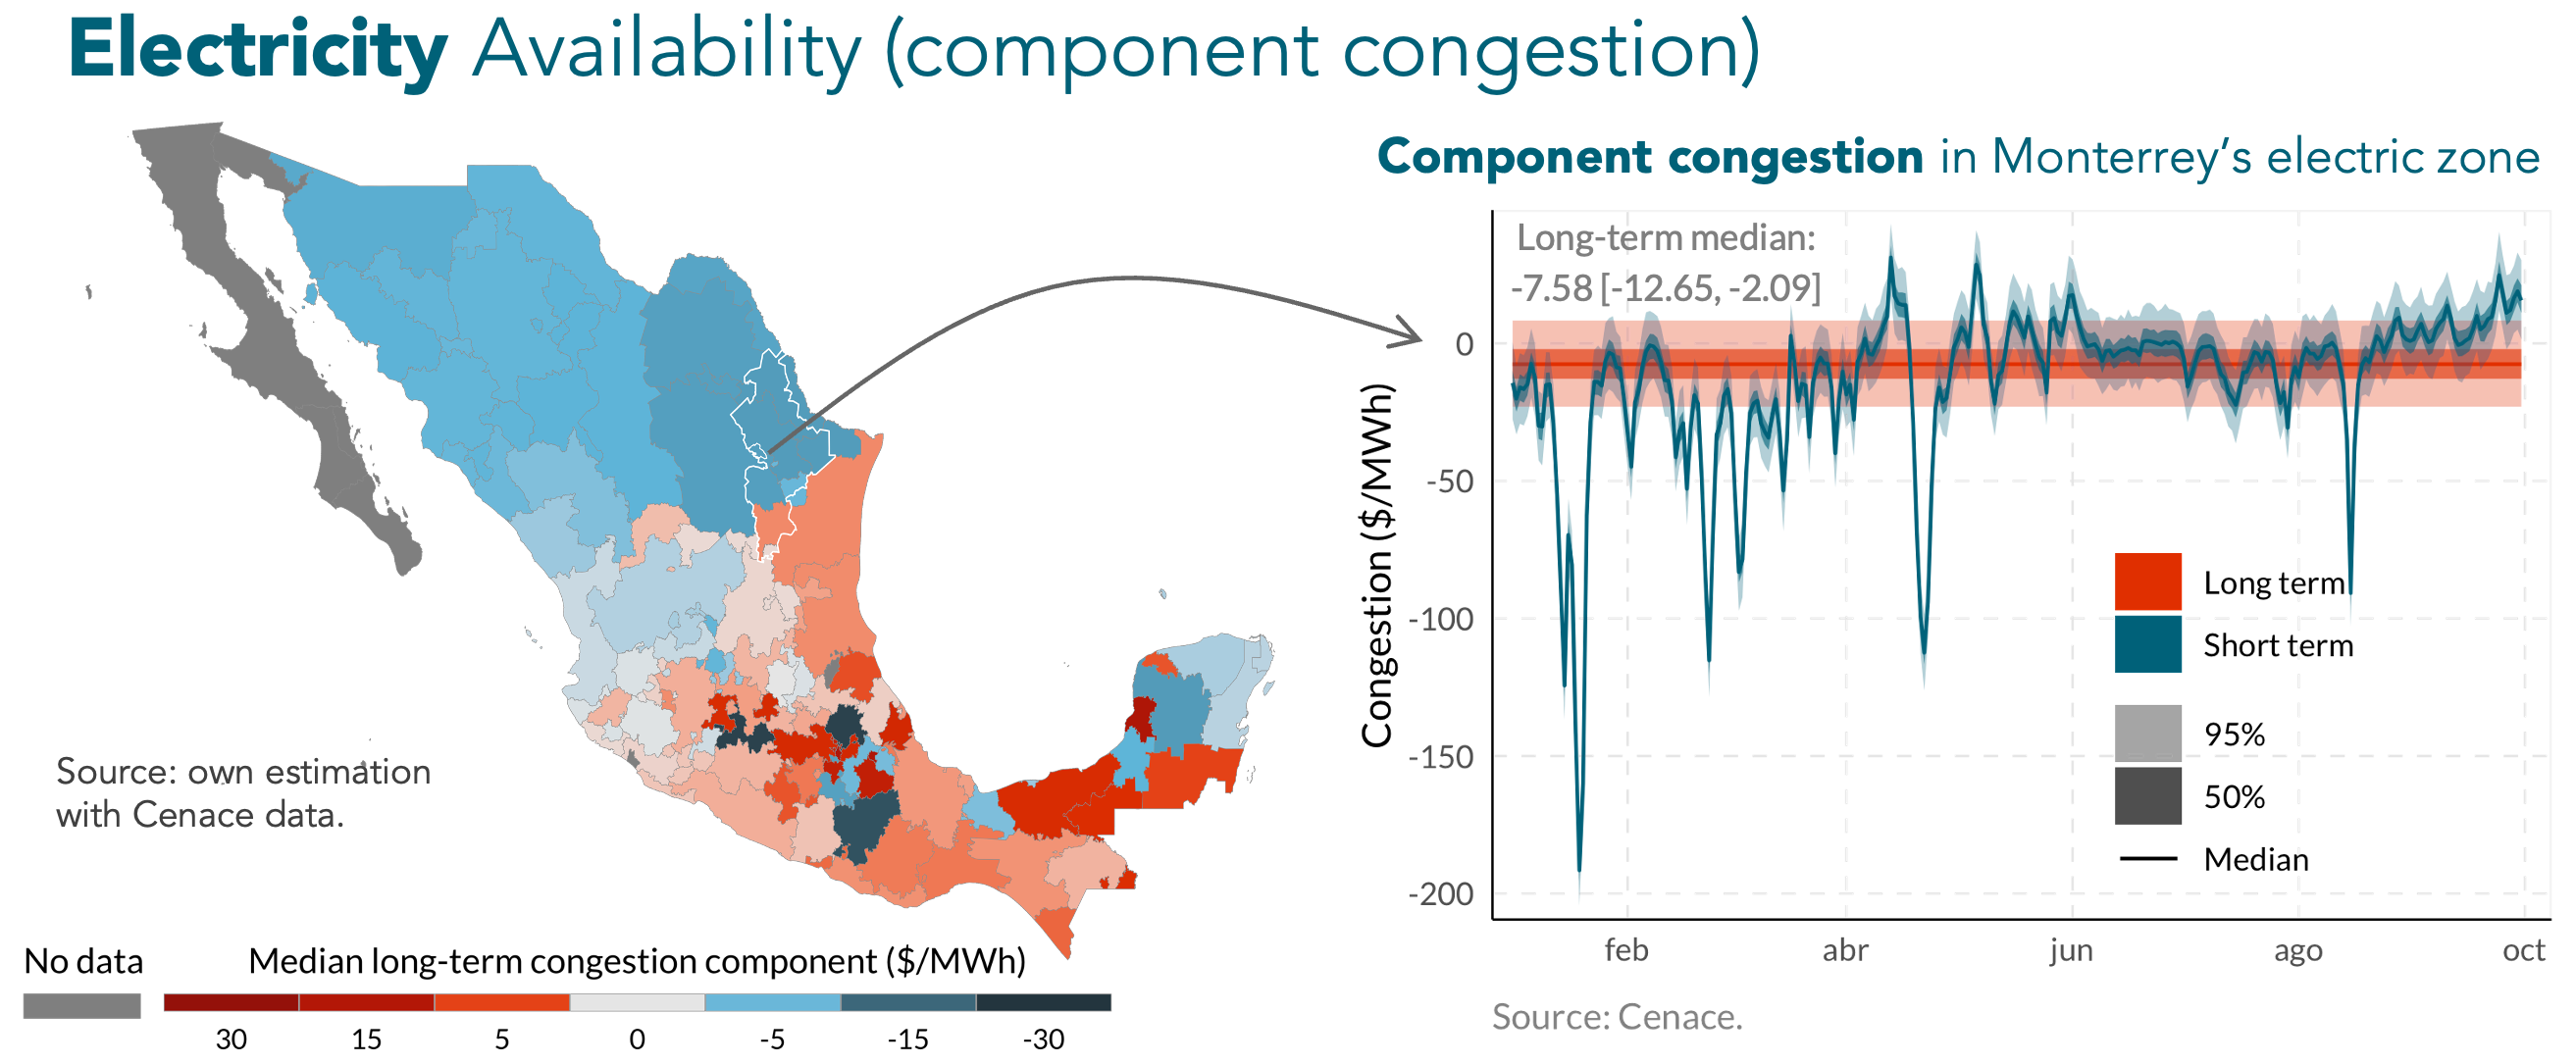 Electricity Availability (component congestion)
Component congestion in Monterrey's electric zone
Long-term median:
-7.58 [-12.65, -2.09]
Congestion ($/MWh)
0
-50
-100
-150
-200
feb
abr
jun
ago
oct
Long term
Short term
95%
50%
Median
Source: Cenace.
Source: own estimation
with Cenace data.
No data
Median long-term congestion component ($/MWh)
30
15
5
0
-5
-15
-30